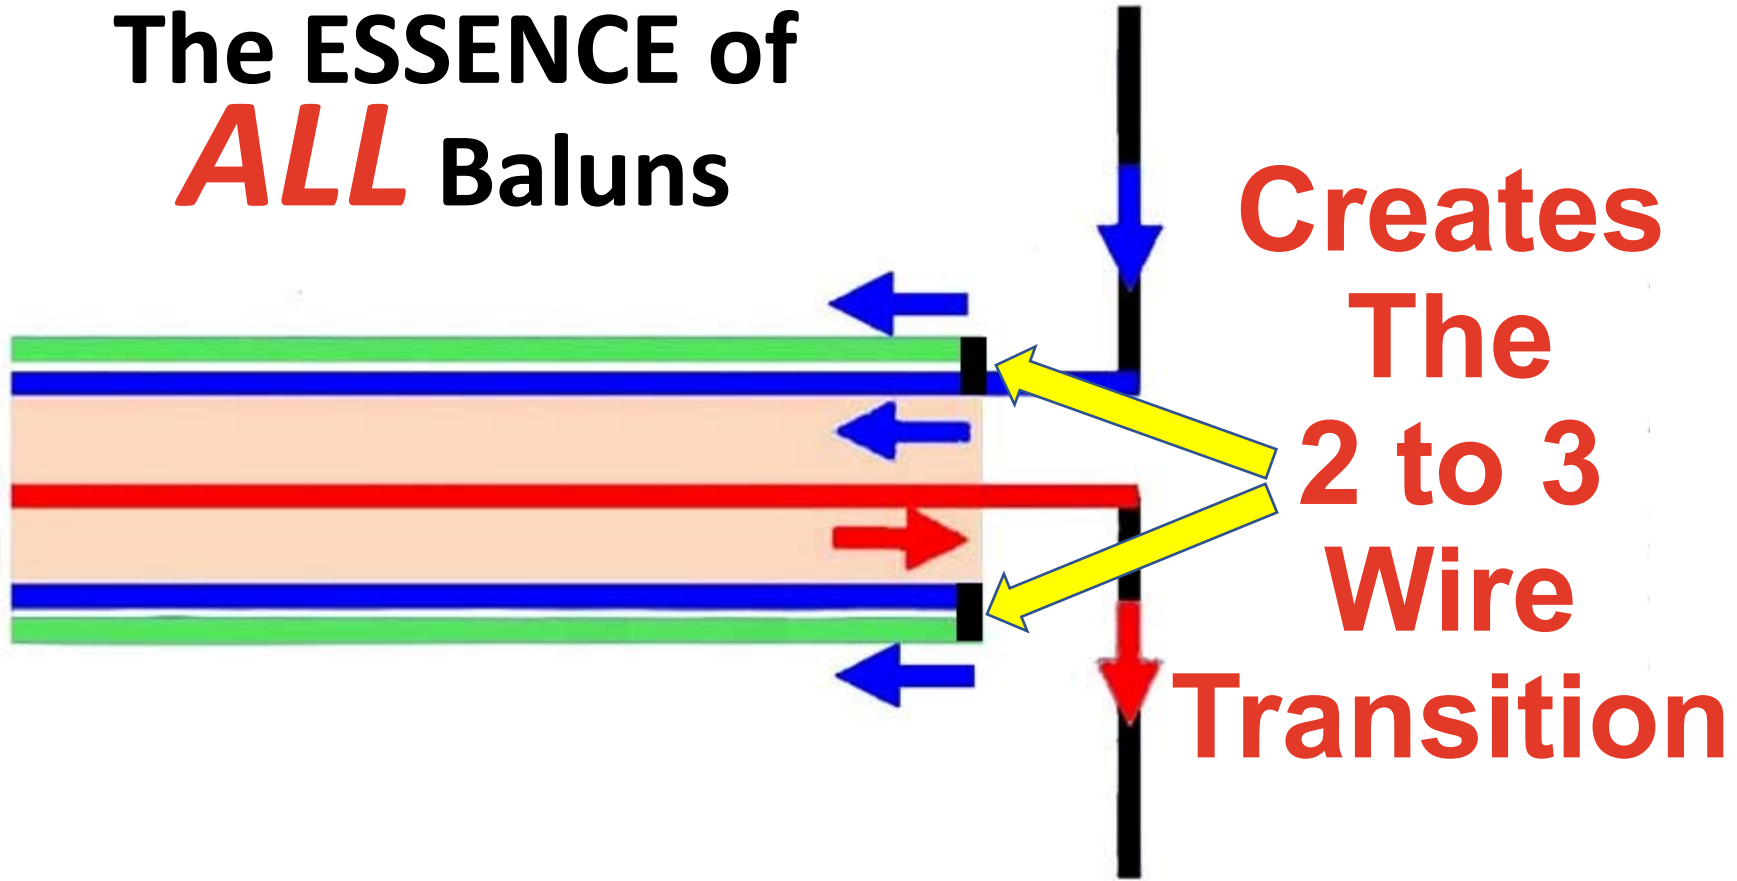 The ESSENCE of
ALL Baluns
Creates
The
2 to 3
Wire
Transition